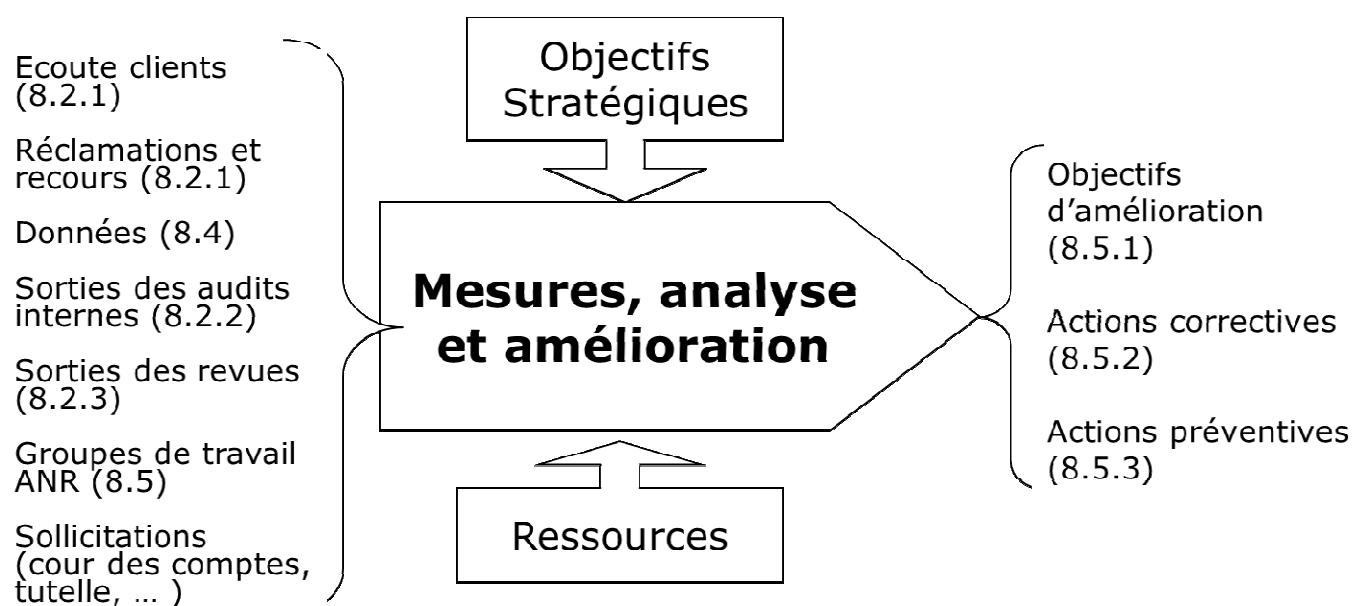 Ecoute clients
(8.2.1)
Réclamations et
recours (8.2.1)
Données (8.4)
Sorties des audits
internes (8.2.2)
Sorties des revues
(8.2.3)
Groupes de travail
ANR (8.5)
Sollicitations
(cour des comptes,
tutelle, … )
Objectifs
Stratégiques
Mesures, analyse
et amélioration
Ressources
Objectifs
d’amélioration
(8.5.1)
Actions correctives
(8.5.2)
Actions préventives
(8.5.3)